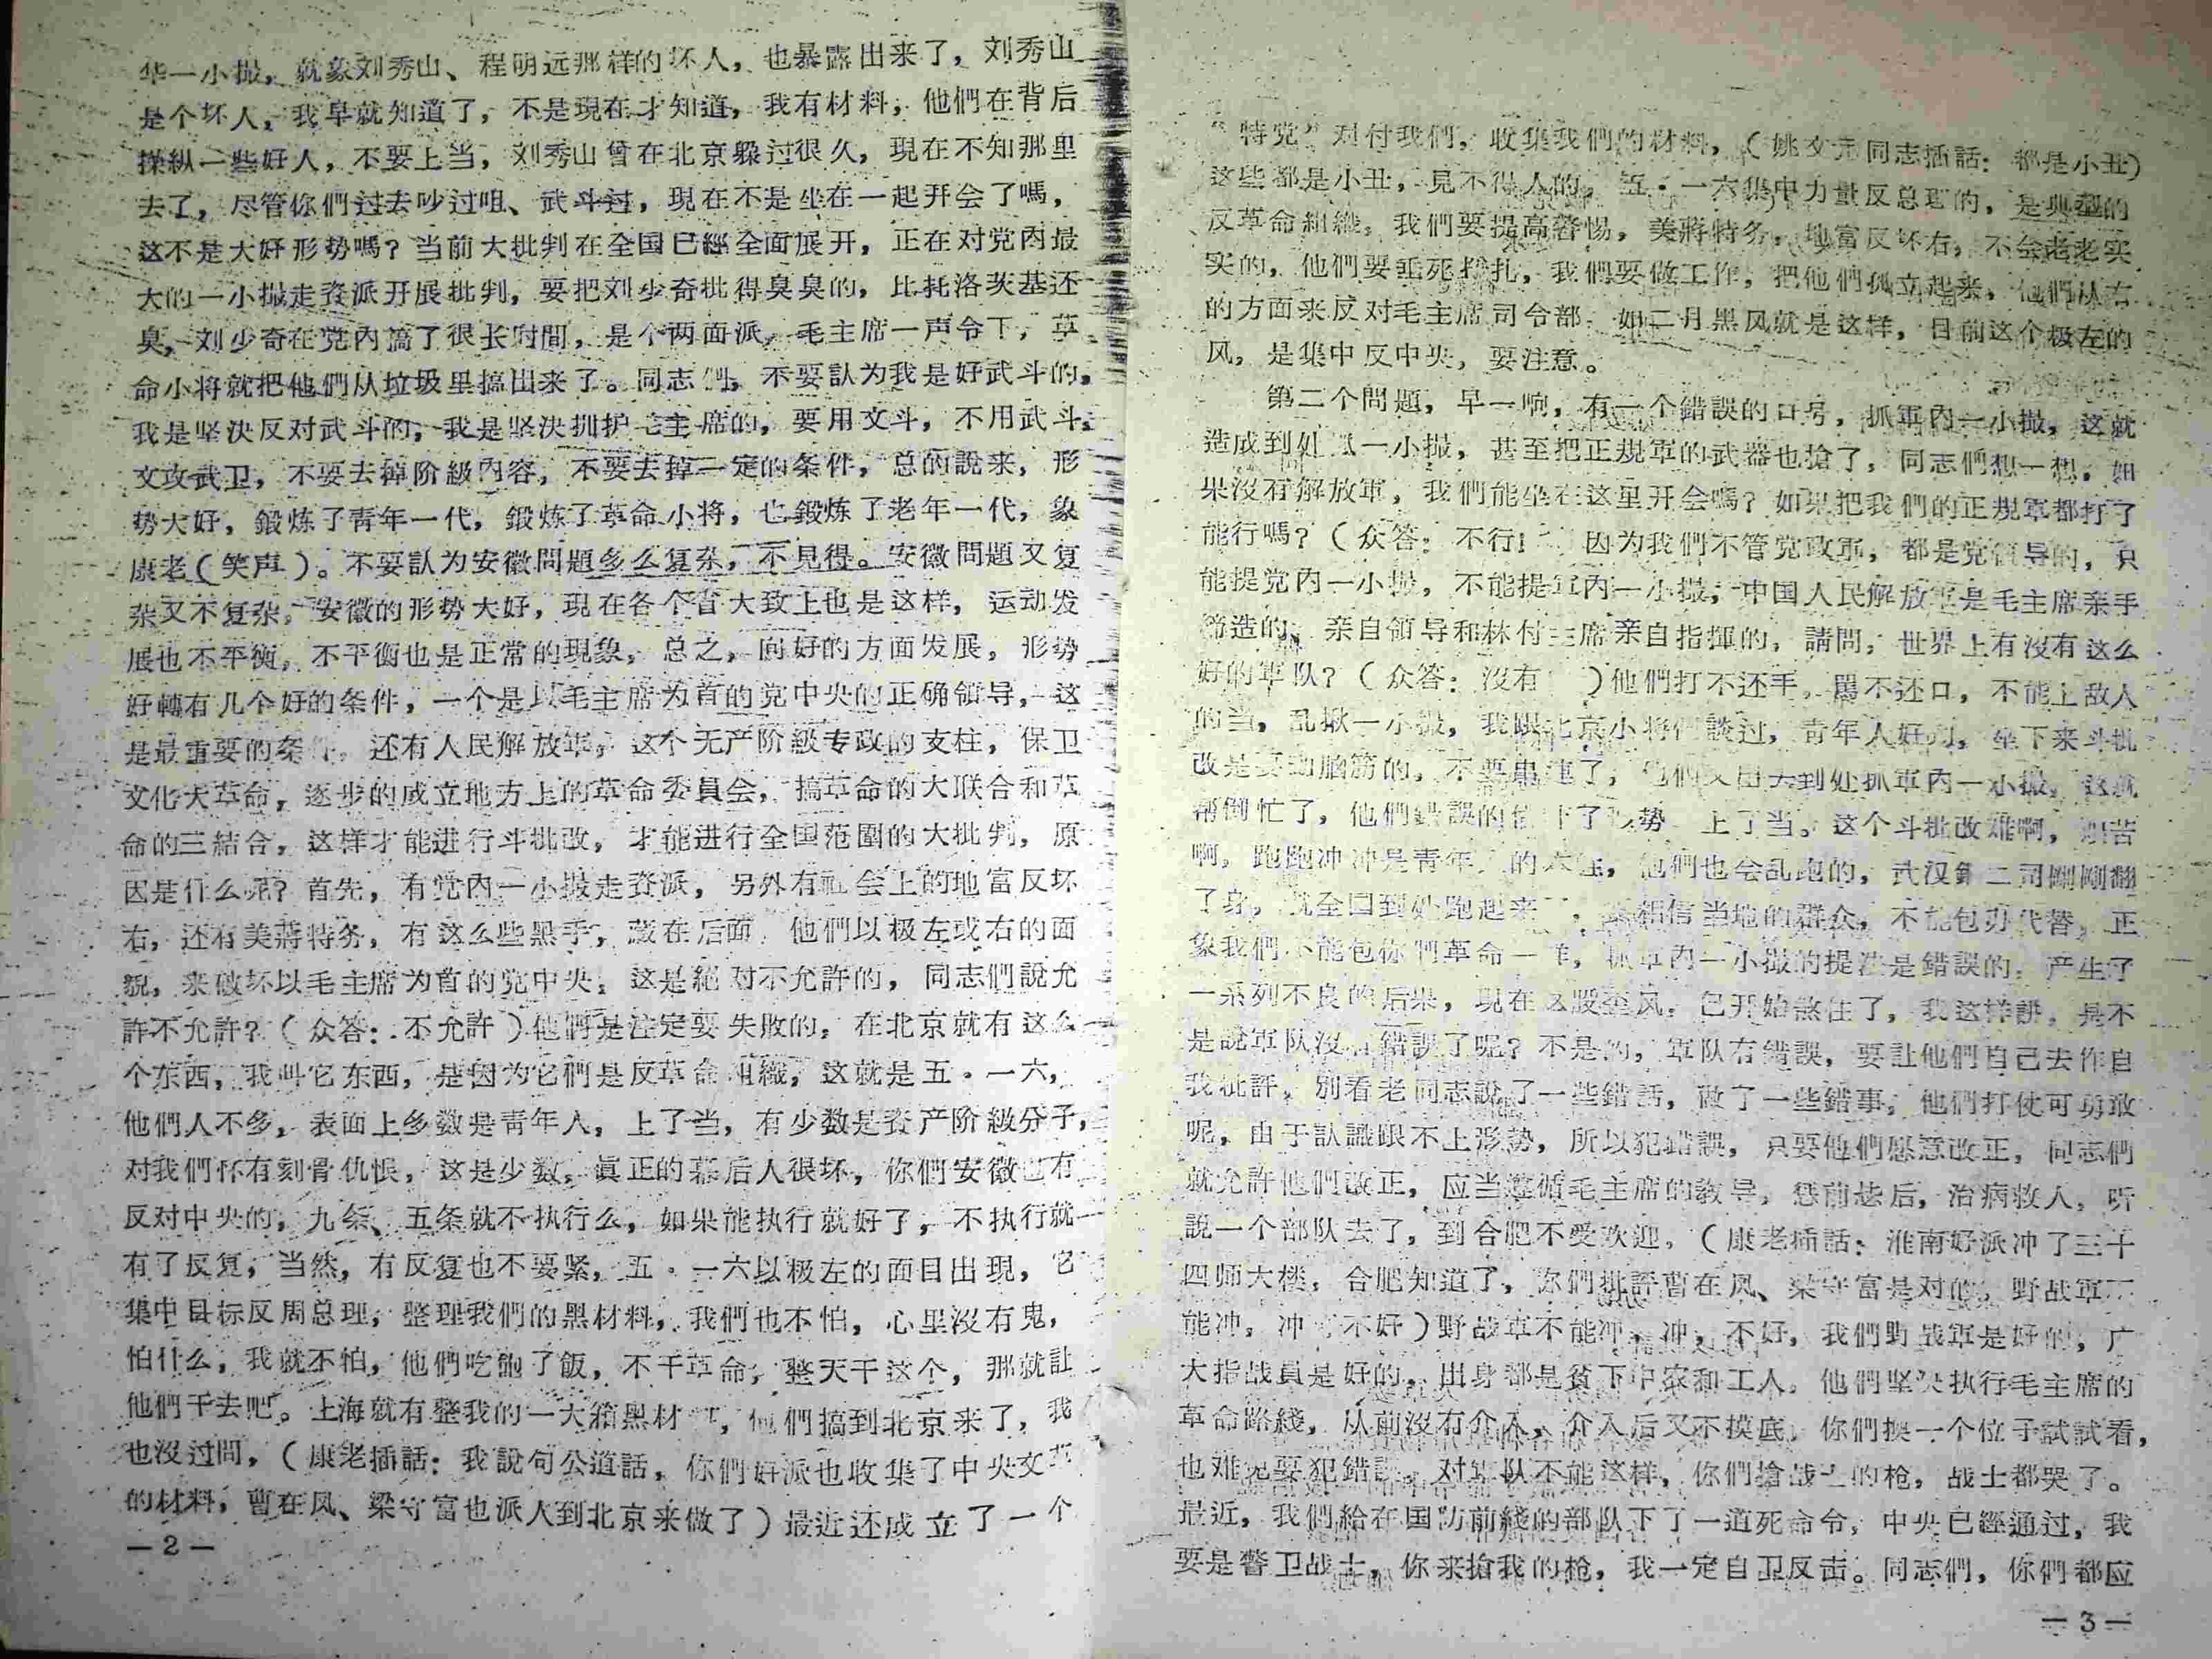 华一小撮，就象刘秀山、程明远那样的坏人，也暴露出来了，刘秀山
是个坏人，我早就知道了，不是現在才知道，我有材料，他們在背后
操纵一些好人，不要上当，刘秀山曾在北京躱过很久，現在不知那里
去了，尽管你們过去吵过咀、武斗过，現在不是坐在一起开会了嗎，
这不是大好形势嗎？当前大批判在全国已經全面展开，正在对党内最
大的一小撮走資派开展批判，要把刘少奇批得臭臭的，比托洛茨基还
臭，刘少奇在党内搞了很长时間，是个两面派，毛主席一声令下，革
命小将就把他們从垃圾里搞出来了。同志們，不要認为我是好武斗的，
我是坚决反对武斗的，我是坚决拥护毛主席的，要用文斗，不用武斗，
文攻武卫，不要去掉阶級内容，不要去掉一定的条件，总的說来，形
势大好，鍛炼了青年一代，鍛炼了革命小将，也鍛炼了老年一代，象
康老（笑声）。不要認为安徽問題多么复杂，不見得。安徽問題又复
杂又不复杂，安徽的形势大好，現在各个省大致上也是这样，运动发
展也不平衡，不平衡也是正常的現象，总之，向好的方面发展，形势
好轉有几个好的条件，一个是以毛主席为首的党中央的正确領导，这
是最重要的条件，还有人民解放軍，这个无产阶級专政的支柱，保卫
文化大革命，逐步的成立地方上的革命委員会，搞革命的大联合和革
命的三結合，这样才能进行斗批改，才能进行全国范圍的大批判，原
因是什么呢？首先，有党内一小撮走資派，另外有社会上的地富反坏
右，还有美蔣特务，有这么些黑手，藏在后面，他們以极左或右的面
貌，来破坏以毛主席为首的党中央，这是絕对不允許的，同志們說允
許不允許？（众答：不允許）他們是注定要失敗的，在北京就有这么
个东西，我叫它东西，是因为它們是反革命組織，这就是五·一六，
他們人不多，表面上多数是青年人，上了当，有少数是資产阶級分子，
对我們怀有刻骨仇恨，这是少数，眞正的幕后人很坏，你們安徽也有
反对中央的，九条、五条就不执行么，如果能执行就好了，不执行就
有了反复，当然，有反复也不要紧，五·一六以极左的面目出現，它
集中目标反周总理，整理我們的黑材料，我們也不怕，心里沒有鬼，
怕什么，我就不怕，他們吃飽了飯，不干革命，整天干这个，那就让
他們干去吧。上海就有整我的一大箱黑材料，他們搞到北京来了，我
也沒过問，（康老插話：我說句公道話，你們好派也收集了中央文革
的材料，曹在凤、梁守富也派人到北京来做了）最近还成立了一个
—2—
“特党”对付我們，收集我們的材料，（姚文元同志插話：都是小丑）
这些都是小丑，見不得人的，五·一六集中力量反总理的，是典型的
反革命組織，我們要提高警惕，美蔣特务，地富反坏右，不会老老实
实的，他們要垂死掙扎，我們要做工作，把他們孤立起来，他們从右
的方面来反对毛主席司令部，如二月黑风就是这样，目前这个极左的
风，是集中反中央，要注意。
第二个問題，早一响，有一个錯誤的口号，抓軍内一小撮，这就
造成到处抓一小撮，甚至把正規軍的武器也搶了，同志們想一想，如
果沒有解放軍，我們能坐在这里开会嗎？如果把我們的正規軍都打了
能行嗎？（众答：不行！） 因为我們不管党政軍，都是党領导的，只
能提党内一小撮，不能提軍内一小撮，中国人民解放軍是毛主席亲手
締造的，亲自領导和林付主席亲自指揮的，請問，世界上有沒有这么
好的軍队？（众答：沒有 ）他們打不还手，駡不还口，不能上敌人
的当，乱揪一小撮，我跟北京小将們談过，青年人好动，坐下来斗批
改是要动脑筋的，不要串連了，他們又出去到处抓軍内一小撮，这就
帮倒忙了，他們錯誤的估計了形势，上了当。这个斗批改难啊，艰苦
啊，跑跑冲冲是青年人的本性，他們也会乱跑的，武汉鋼二司剛剛翻
了身，就全国到处跑起来了，要相信当地的群众，不能包办代替，正
象我們不能包你們革命一样，抓軍内一小撮的提法是錯誤的，产生了
一系列不良的后果，現在这股歪风，已开始煞住了，我这样讲，是不
是說軍队沒有錯誤了呢？不是的，軍队有錯誤，要让他們自己去作自
我批評，別看老同志說了一些錯話，做了一些錯事，他們打仗可勇敢
呢，由于認識跟不上形势，所以犯錯誤，只要他們愿意改正，同志們
就允許他們改正，应当遵循毛主席的教导，惩前毖后，治病救人，听
說一个部队去了，到合肥不受欢迎，（康老插話：淮南好派冲了三十
四师大楼，合肥知道了，你們批評曹在凤、梁守富是对的，野战軍不
能冲，冲 不好）野战軍不能冲，冲，不好，我們野战軍是好的，广
大指战員是好的，出身都是貧下中农和工人，他們坚决执行毛主席的
革命路綫，从前沒有介入，介入后又不摸底，你們换一个位子試試看，
也难免要犯錯誤，对軍队不能这样，你們搶战士的枪，战士都哭了。
最近，我們給在国防前綫的部队下了一道死命令，中央已經通过，我
要是警卫战士，你来搶我的枪，我一定自卫反击。同志們，你們都应
—3—